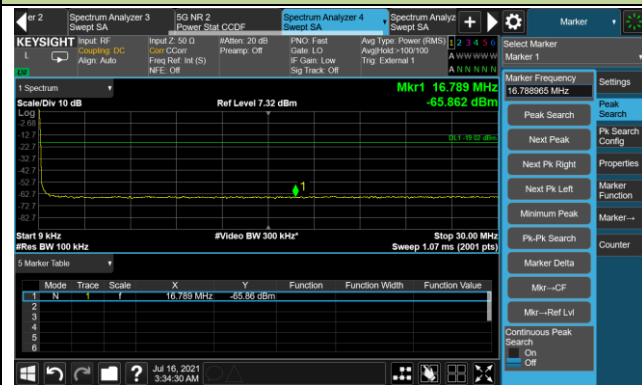 er 2
Spectrum Analyzer 3
Swept SA
5G NR 2
Power Stat CCDF
Spectrum Analyzer 4
Swept SA
Spectrum Analyz
Swept SA
Marker
KEYSIGHT
L
Input: RF
Coupling: DC
Align: Auto
Input Z: 50 Ω
Corr CCorr
Freq Ref: Int (S)
NFE: Off
#Atten: 20 dB
Preamp: Off
PNO: Fast
Gate: LO
IF Gain: Low
Sig Track: Off
Avg Type: Power (RMS)
Avg|Hold:>100/100
Trig: External 1
1 2 3 4 5 6
A W W W W W
A N N N N N
Select Marker
Marker 1
1 Spectrum
Scale/Div 10 dB
Ref Level 7.32 dBm
Mkr1 16.789 MHz
-65.862 dBm
Log
-2.68
-12.7
-22.7
-32.7
-42.7
-52.7
-62.7
-72.7
-82.7
DL1 -19.02 dBm
1
Start 9 kHz
#Res BW 100 kHz
#Video BW 300 kHz*
Stop 30.00 MHz
Sweep 1.07 ms (2001 pts)
5 Marker Table
Mode Trace Scale X Y Function Function Width Function Value
1 N 1 f 16.789 MHz -65.86 dBm
2
3
4
5
6
Marker Frequency
16.788965 MHz
Peak Search
Next Peak
Next Pk Right
Next Pk Left
Minimum Peak
Pk-Pk Search
Marker Delta
Mkr→CF
Mkr→Ref Lvl
Continuous Peak
Search
On
Off
Settings
Peak
Search
Pk Search
Config
Properties
Marker
Function
Marker→
Counter
Jul 16, 2021
3:34:30 AM